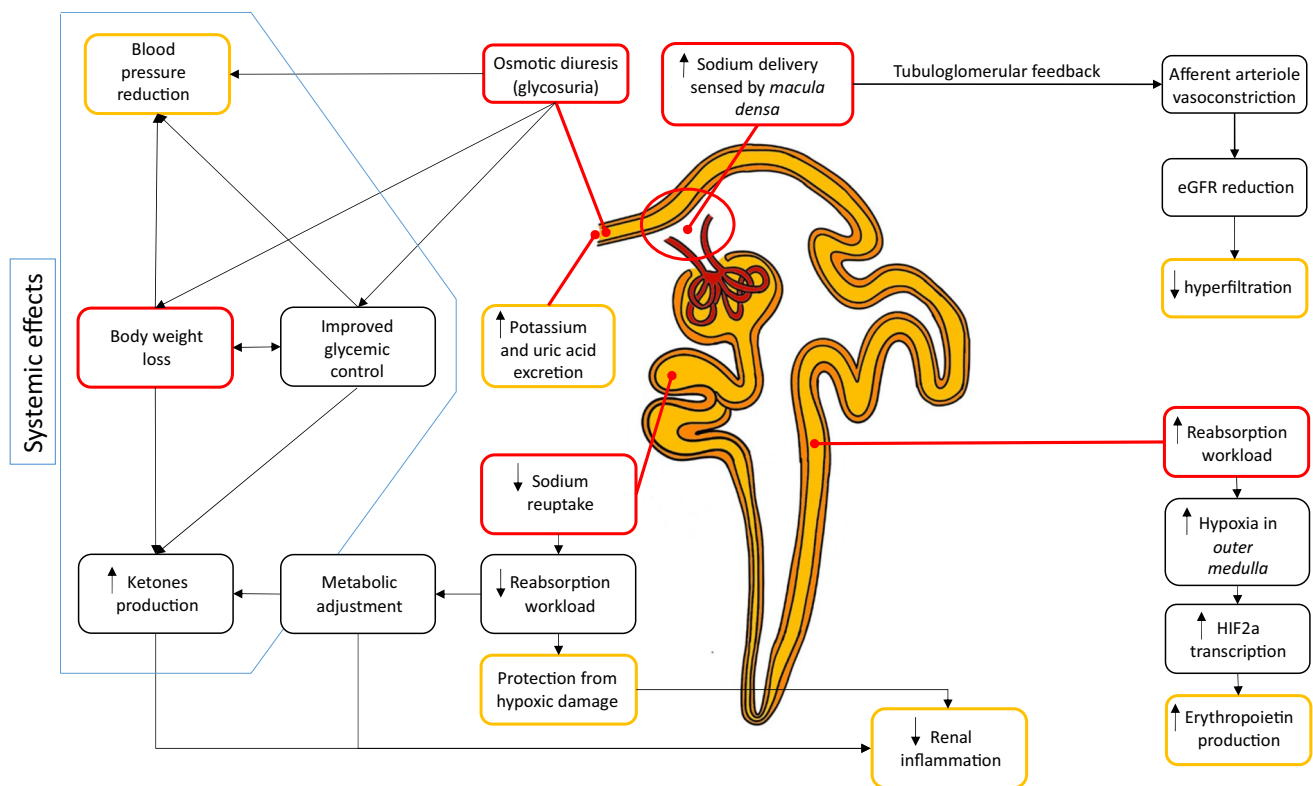 Systemic effects
Blood
pressure
reduction
Osmotic diuresis
(glycosuria)
↑ Sodium delivery
sensed by macula
densa
Tubuloglomerular feedback
Afferent arteriole
vasoconstriction
eGFR reduction
↓ hyperfiltration
Body weight
loss
Improved
glycemic
control
↑ Potassium
and uric acid
excretion
↓ Sodium
reuptake
↑ Reabsorption
workload
↑ Hypoxia in
outer
medulla
↑ Ketones
production
Metabolic
adjustment
↓ Reabsorption
workload
↑ HIF2a
transcription
Protection from
hypoxic damage
↓ Renal
inflammation
↑ Erythropoietin
production